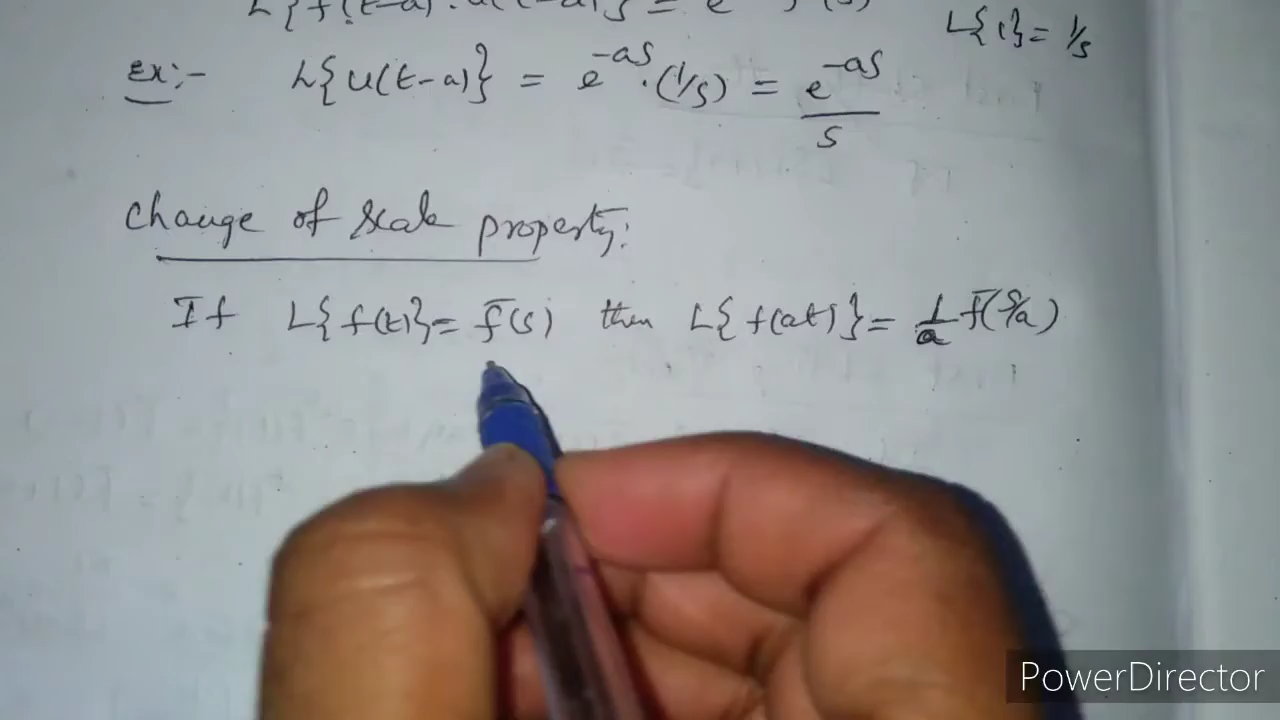 L{f(t-a).u(t-a)} = e
L{1} = 1/s
Ex:- L{u(t-a)} = e^-as.(1/s) = e^-as/s
Change of scale property:
If L{f(t)} = f̄(s) then L{f(at)} = 1/a f̄(s/a)
PowerDirector